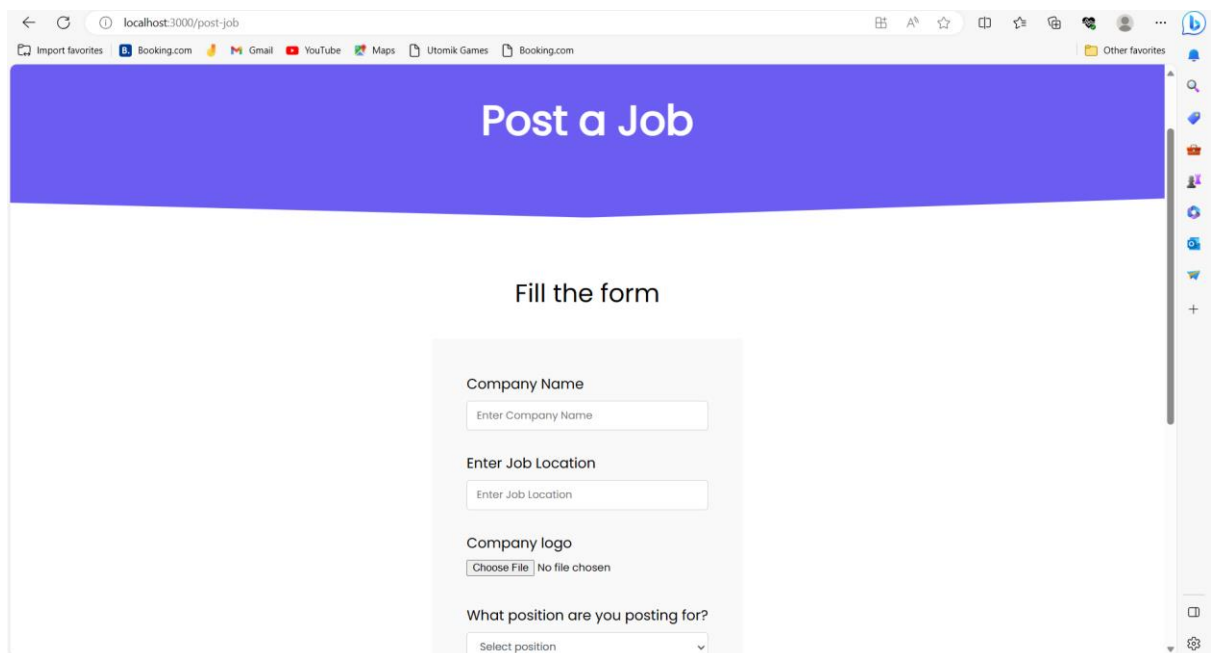 localhost:3000/post-job
Import favorites B. Booking.com M Gmail YouTube Maps Utomik Games Booking.com Other favorites
Post a Job
Fill the form
Company Name
Enter Company Name
Enter Job Location
Enter Job Location
Company logo
Choose File No file chosen
What position are you posting for?
Select position